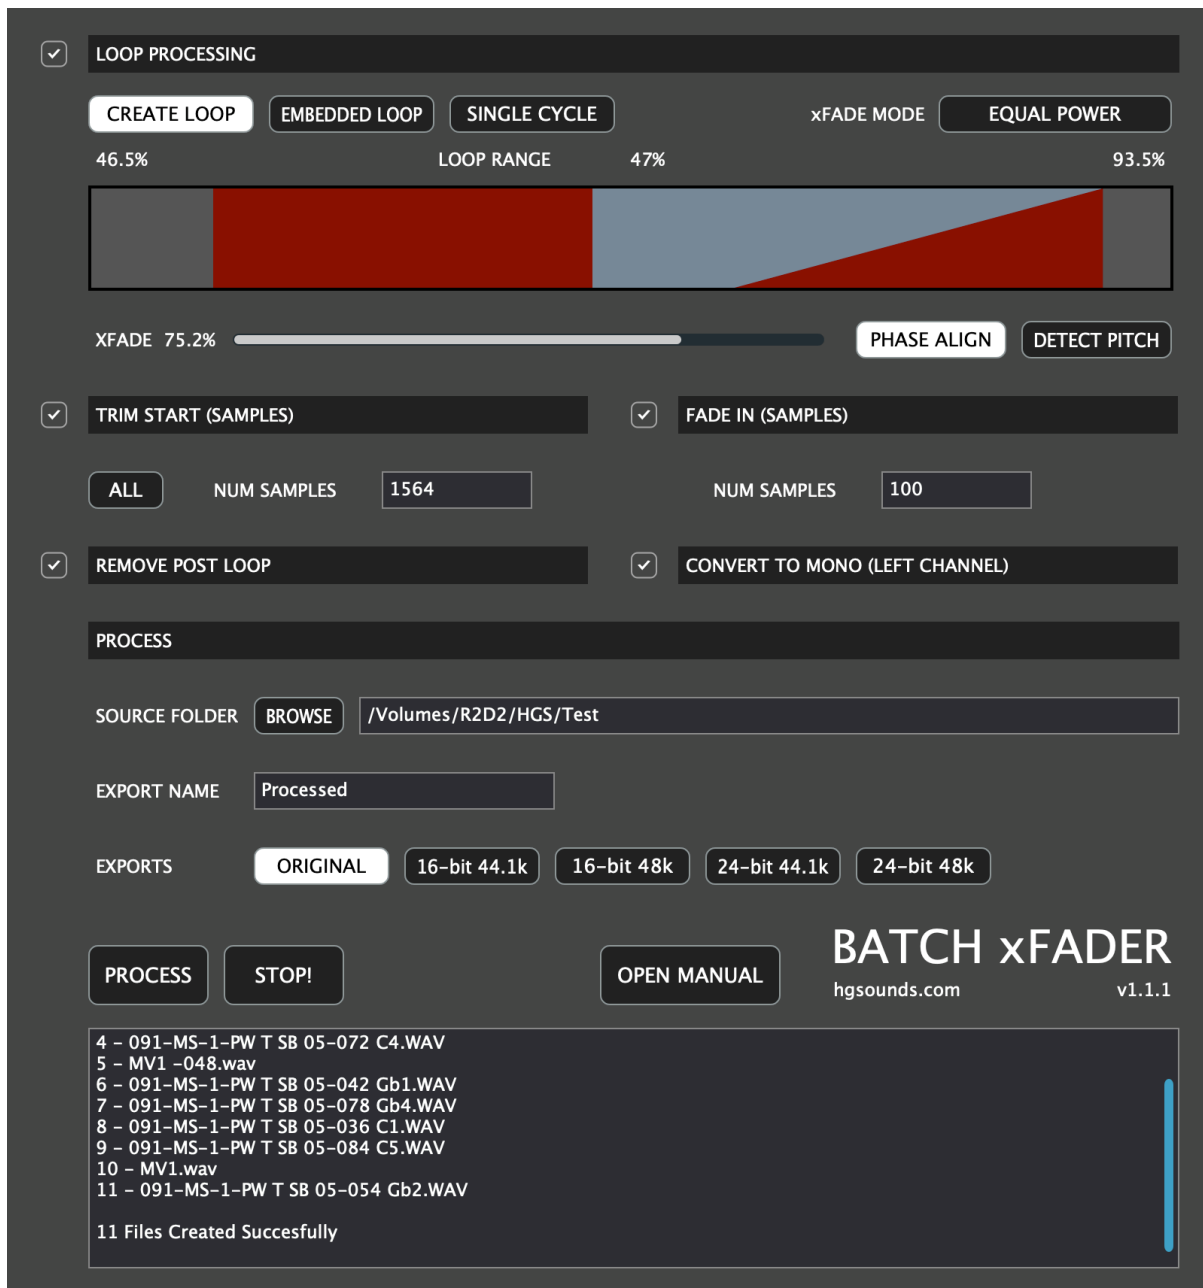 LOOP PROCESSING
CREATE LOOP EMBEDDED LOOP SINGLE CYCLE xFADE MODE EQUAL POWER
46.5% LOOP RANGE 47% 93.5%
XFADE 75.2% PHASE ALIGN DETECT PITCH
TRIM START (SAMPLES) FADE IN (SAMPLES)
ALL NUM SAMPLES 1564 NUM SAMPLES 100
REMOVE POST LOOP CONVERT TO MONO (LEFT CHANNEL)
PROCESS
SOURCE FOLDER BROWSE /Volumes/R2D2/HGS/Test
EXPORT NAME Processed
EXPORTS ORIGINAL 16-bit 44.1k 16-bit 48k 24-bit 44.1k 24-bit 48k
PROCESS STOP! OPEN MANUAL BATCH xFADER
hgsounds.com v1.1.1
4 - 091-MS-1-PW T SB 05-072 C4.WAV
5 - MV1 -048.wav
6 - 091-MS-1-PW T SB 05-042 Gb1.WAV
7 - 091-MS-1-PW T SB 05-078 Gb4.WAV
8 - 091-MS-1-PW T SB 05-036 C1.WAV
9 - 091-MS-1-PW T SB 05-084 C5.WAV
10 - MV1.wav
11 - 091-MS-1-PW T SB 05-054 Gb2.WAV
11 Files Created Succesfully